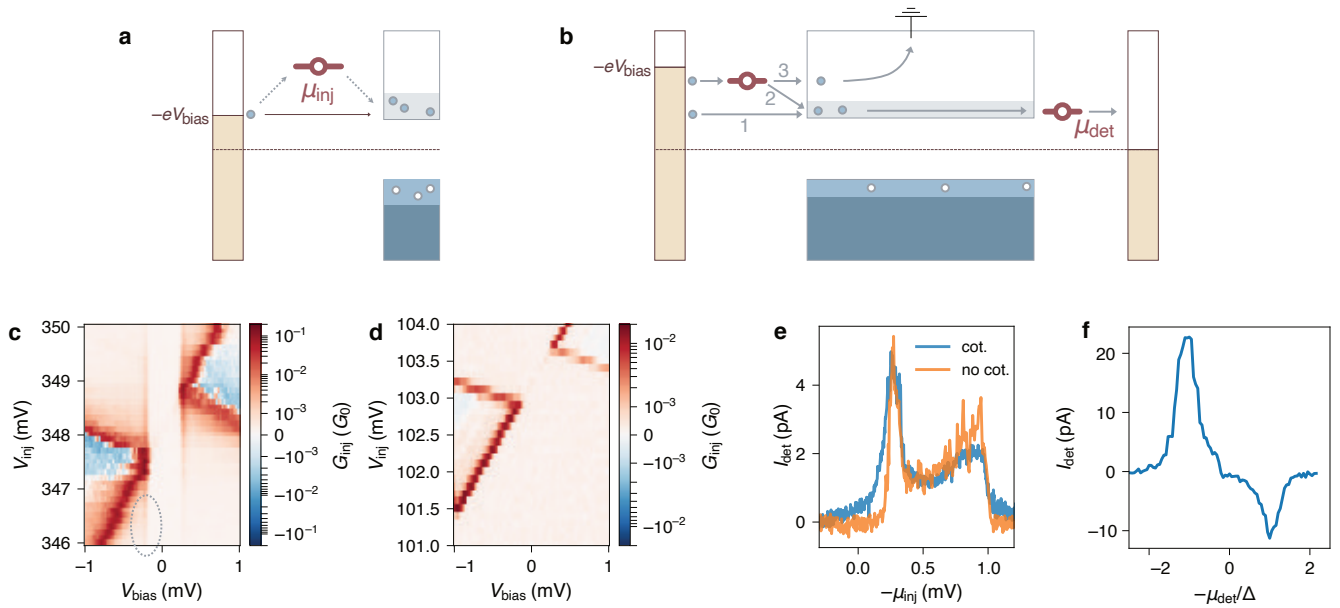 a
μinj
−eVbias
b
−eVbias
3
2
1
μdet
c
350
349
348
347
346
Vinj (mV)
−1
0
1
Vbias (mV)
10−1
10−2
10−3
0
−10−3
−10−2
−10−1
Ginj (G0)
d
104.0
103.5
103.0
102.5
102.0
101.5
101.0
Vinj (mV)
−1
0
1
Vbias (mV)
10−2
10−3
0
−10−3
−10−2
Ginj (G0)
e
cot.
no cot.
4
2
0
Idet (pA)
0.0
0.5
1.0
−μinj (mV)
f
20
10
0
−10
Idet (pA)
−2
0
2
−μdet/Δ